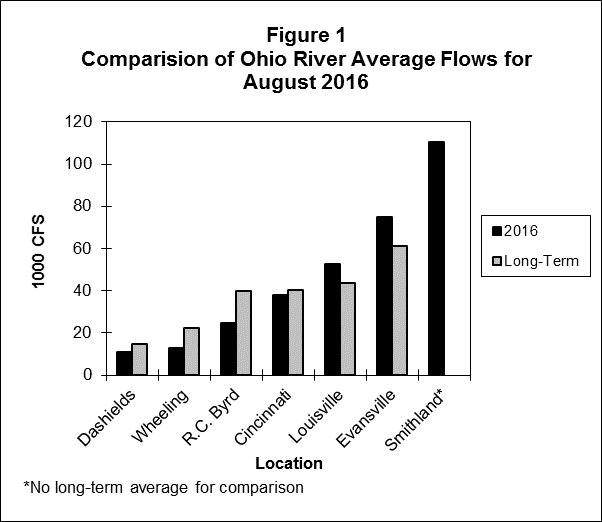 Figure 1
Comparision of Ohio River Average Flows for
August 2016
120
100
80
60
40
20
0
1000 CFS
Dashields
Wheeling
R.C. Byrd
Cincinnati
Louisville
Evansville
Smithland*
Location
2016
Long-Term
*No long-term average for comparison